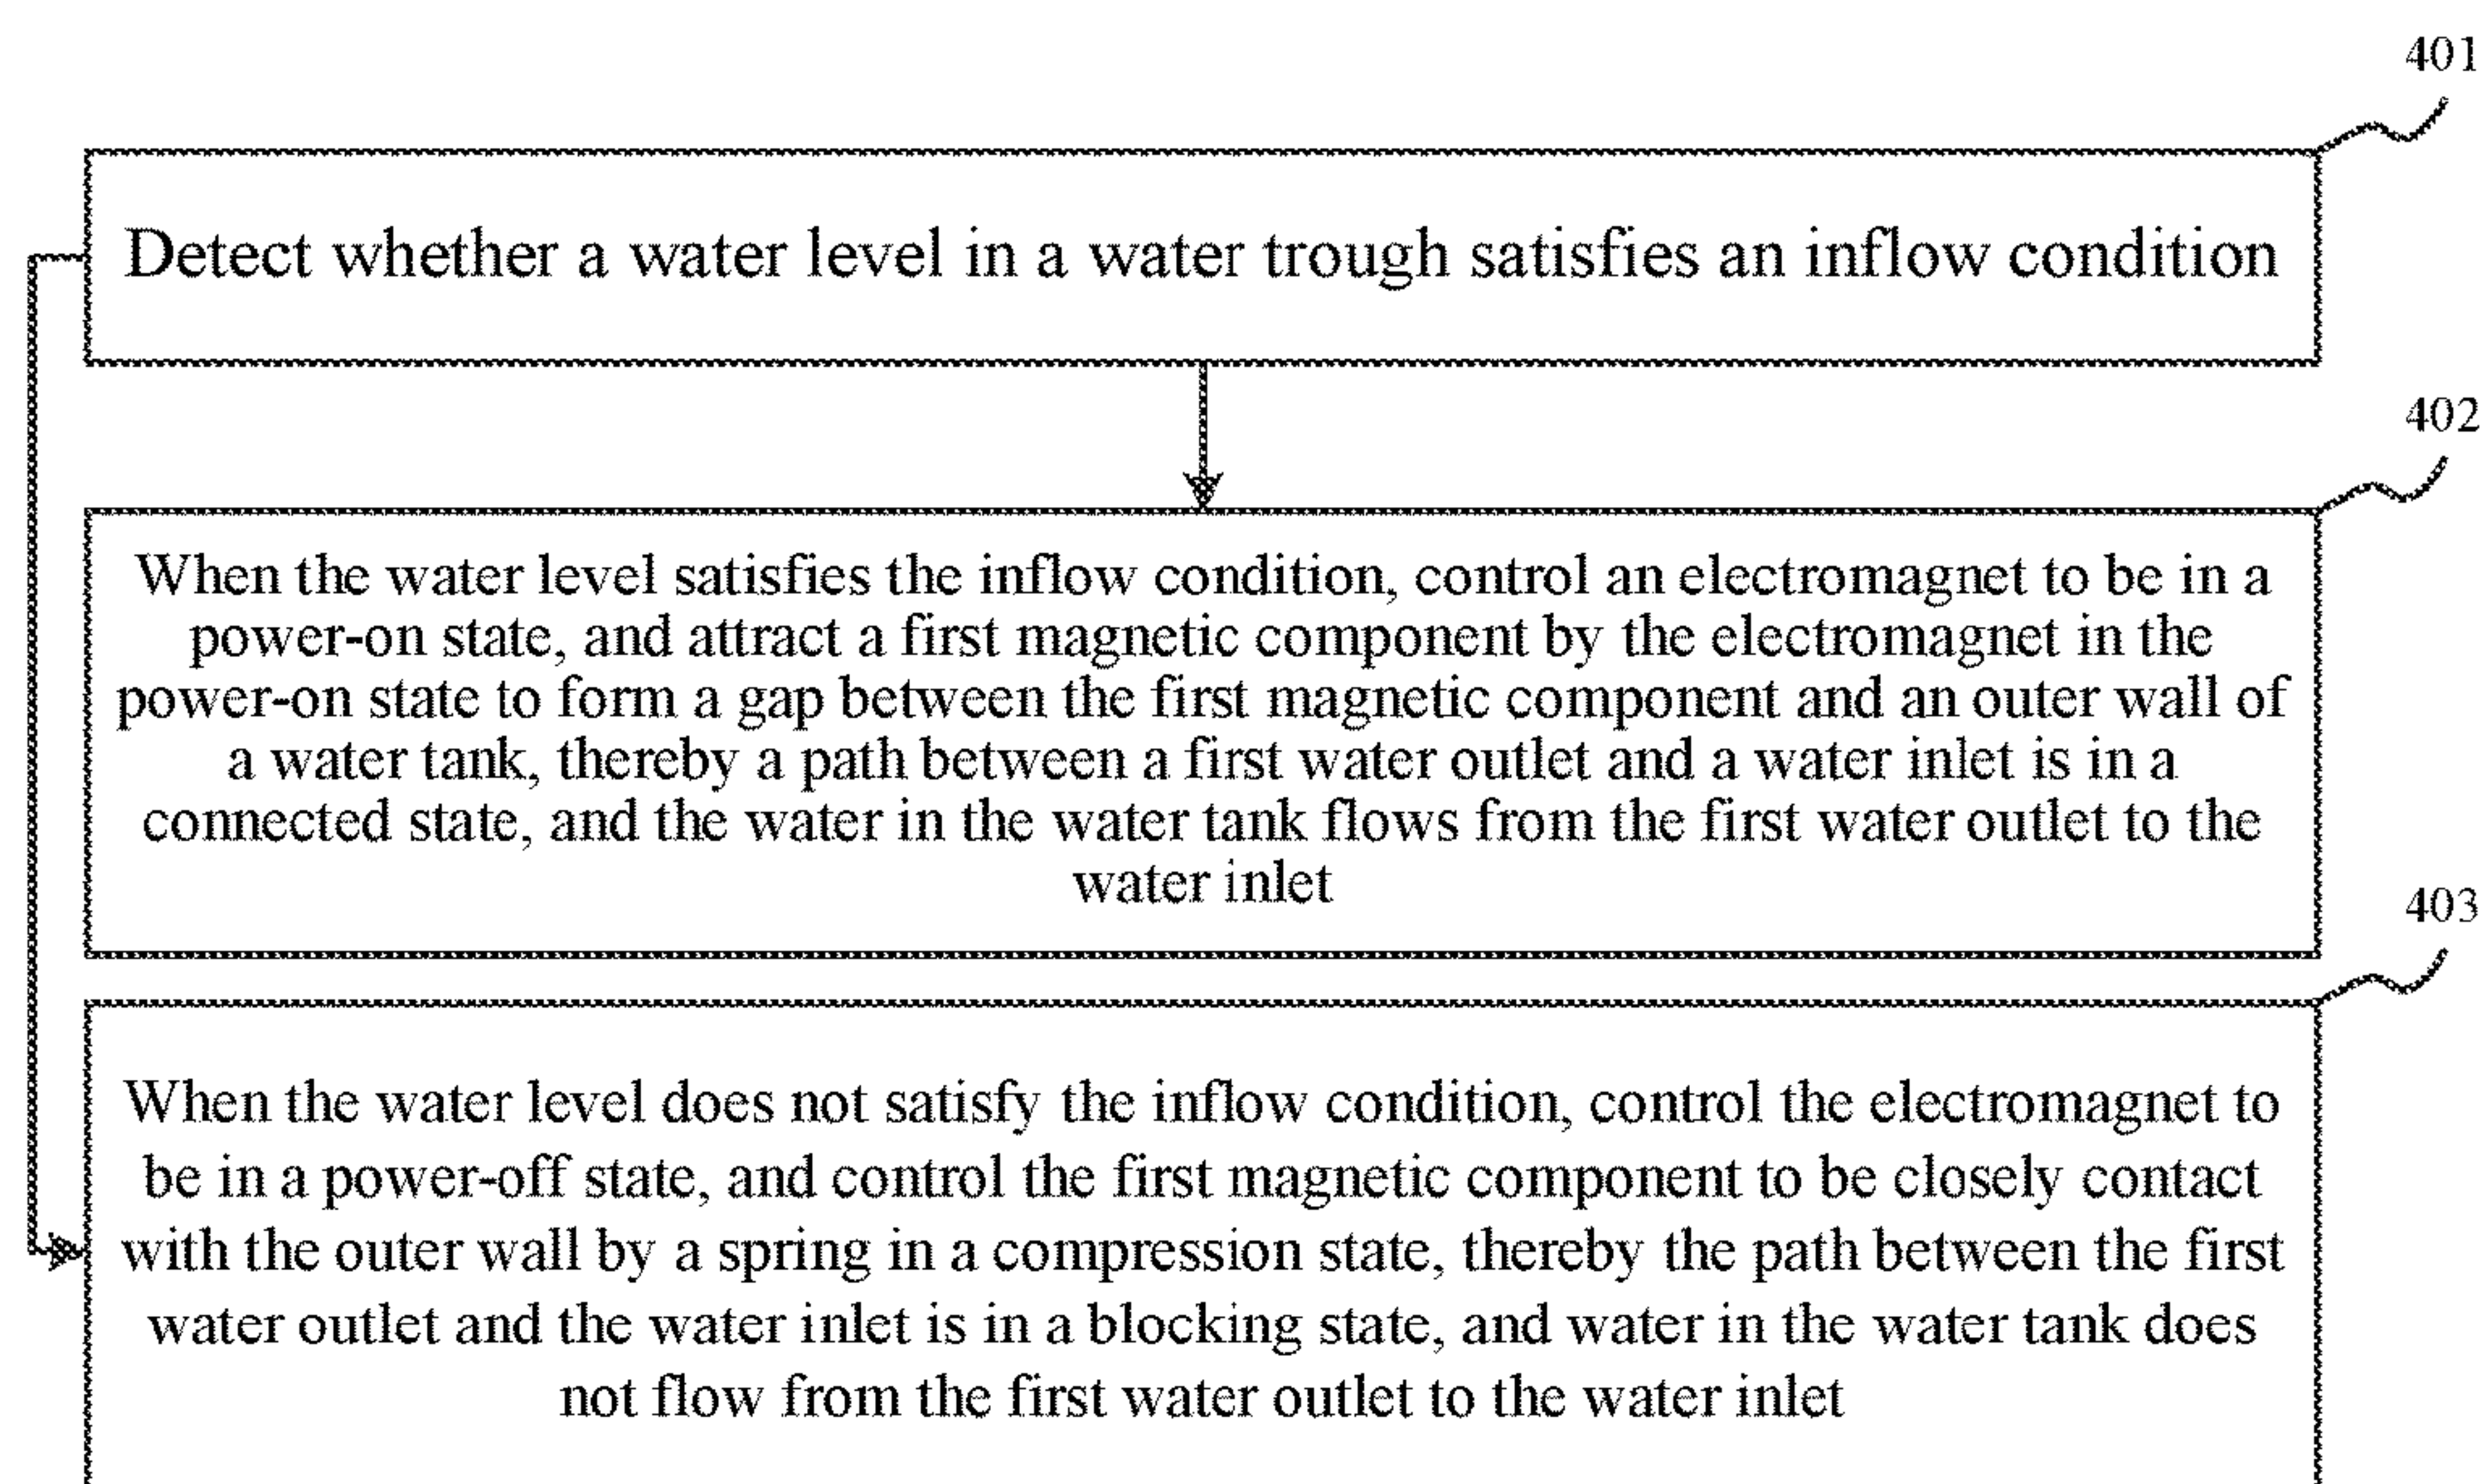 401
Detect whether a water level in a water trough satisfies an inflow condition
402
When the water level satisfies the inflow condition, control an electromagnet to be in a
power-on state, and attract a first magnetic component by the electromagnet in the
power-on state to form a gap between the first magnetic component and an outer wall of
a water tank, thereby a path between a first water outlet and a water inlet is in a
connected state, and the water in the water tank flows from the first water outlet to the
water inlet
403
When the water level does not satisfy the inflow condition, control the electromagnet to
be in a power-off state, and control the first magnetic component to be closely contact
with the outer wall by a spring in a compression state, thereby the path between the first
water outlet and the water inlet is in a blocking state, and water in the water tank does
not flow from the first water outlet to the water inlet